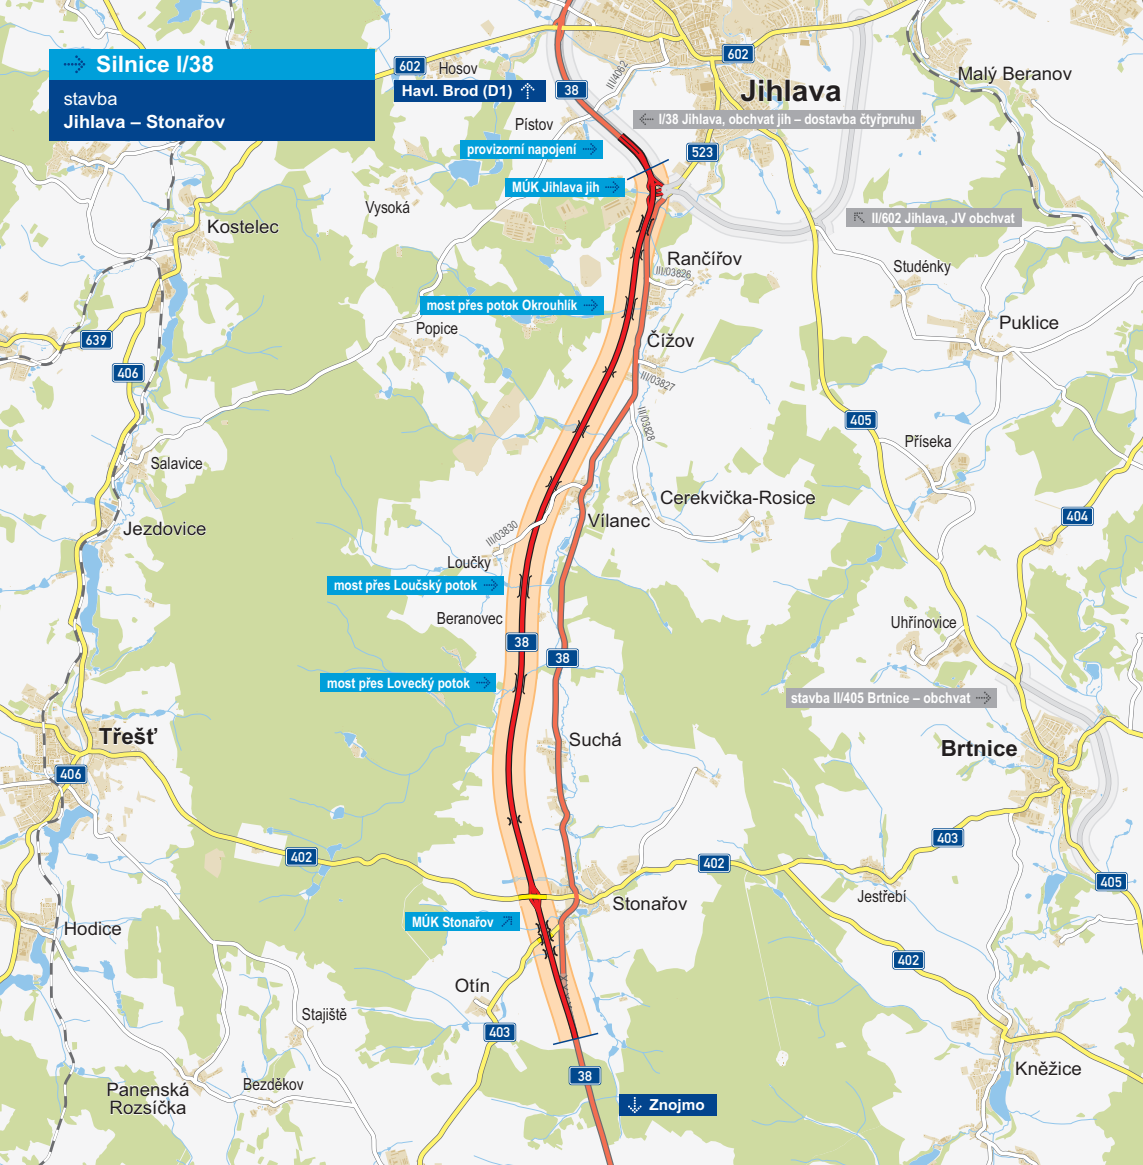 Silnice I/38
stavba
Jihlava – Stonařov
602
Hosov
Havl. Brod (D1)
38
III/4062
602
Malý Beranov
Jihlava
I/38 Jihlava, obchvat jih – dostavba čtyřpruhu
Pístov
provizorní napojení
523
MÚK Jihlava jih
Vysoká
II/602 Jihlava, JV obchvat
Kostelec
Rančířov
III/03826
Studénky
most přes potok Okrouhlík
Popice
Puklice
639
Čížov
406
III/03827
III/03828
405
Příseka
Salavice
Cerekvička-Rosice
404
Jezdovice
Vílanec
III/03830
Loučky
most přes Loučský potok
Beranovec
Uhřínovice
38
38
most přes Lovecký potok
stavba II/405 Brtnice – obchvat
Třešť
Suchá
Brtnice
406
403
402
402
405
Jestřebí
Stonařov
MÚK Stonařov
Hodice
402
Otín
Stajiště
403
Kněžice
38
Bezděkov
Panenská
Rozsíčka
Znojmo